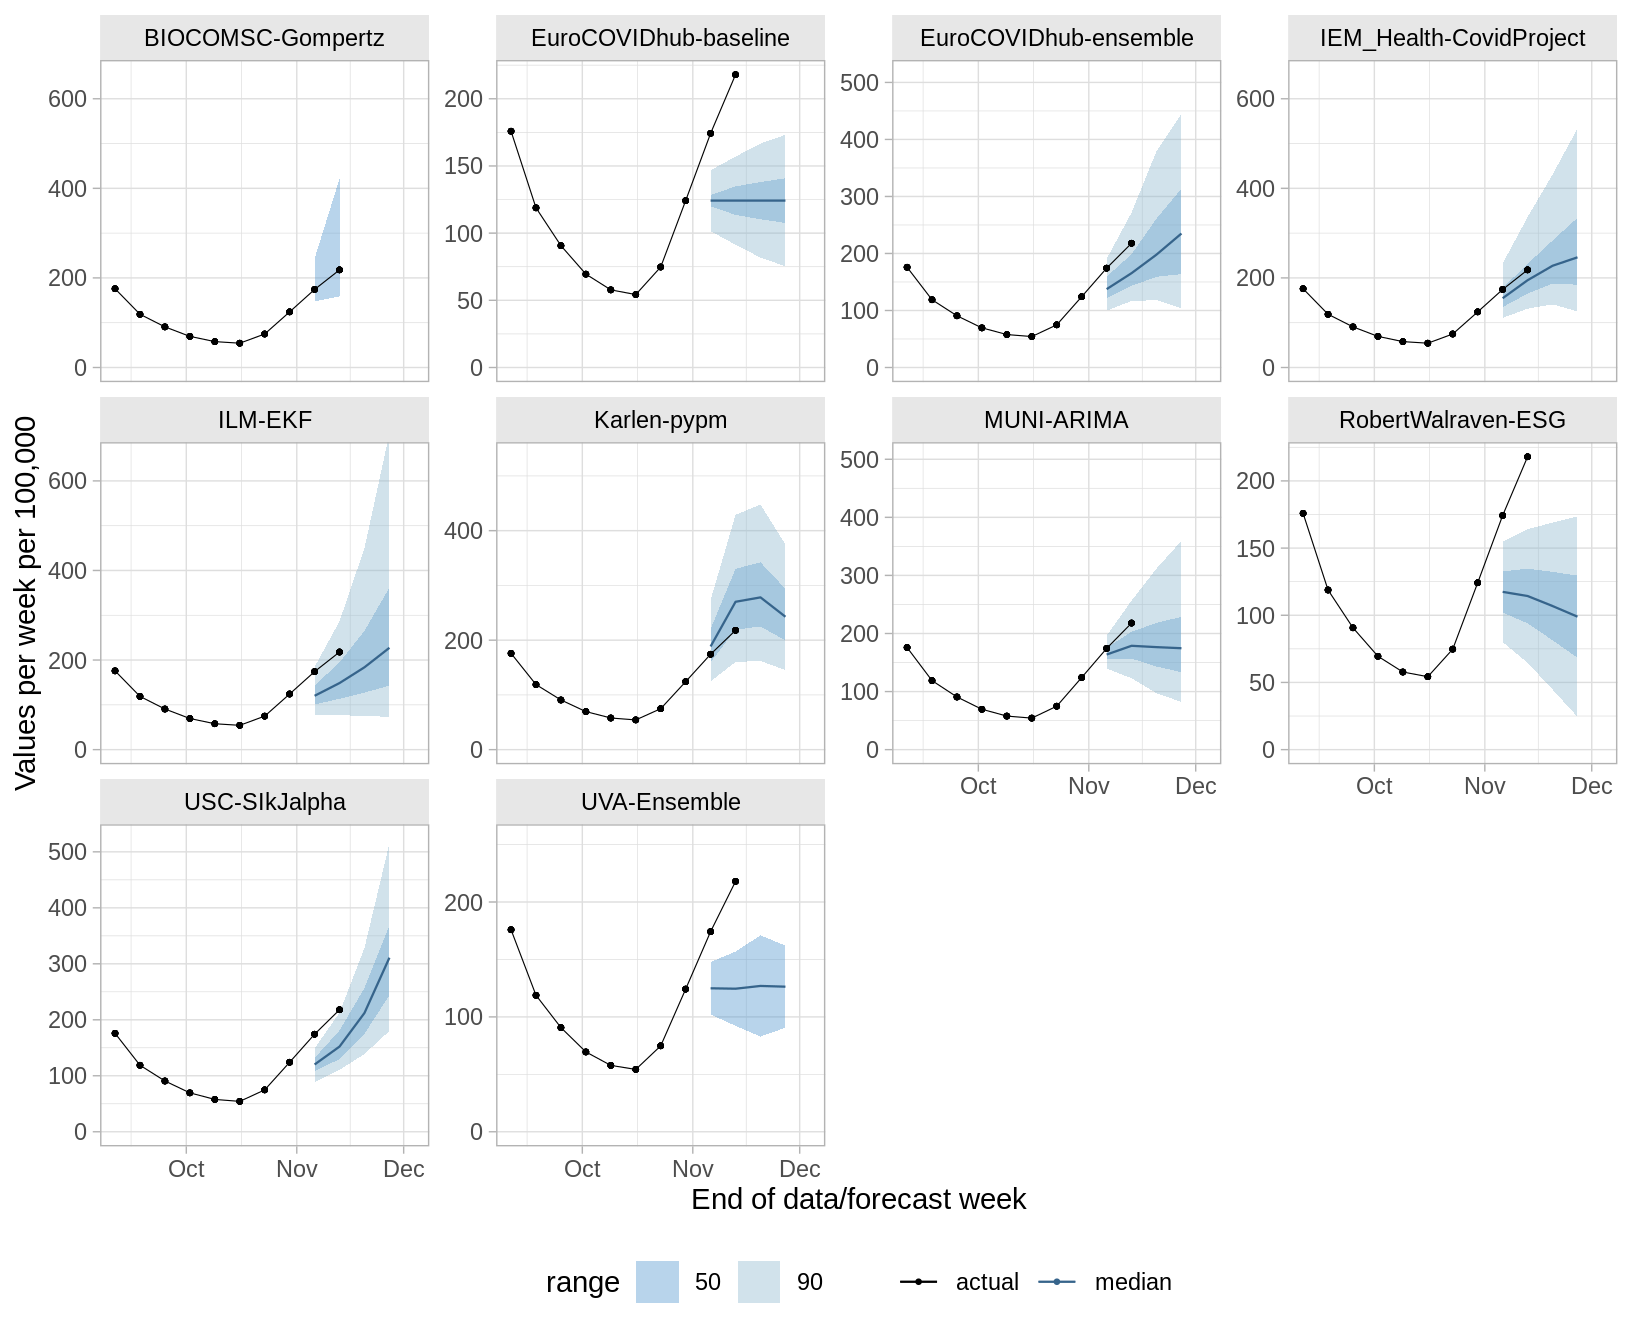 BIOCOMSC-Gompertz
EuroCOVIDhub-baseline
EuroCOVIDhub-ensemble
IEM_Health-CovidProject
600
400
200
0
200
150
100
50
0
500
400
300
200
100
0
600
400
200
0
ILM-EKF
Karlen-pypm
MUNI-ARIMA
RobertWalraven-ESG
600
400
200
0
400
200
0
500
400
300
200
100
0
200
150
100
50
0
Oct Nov Dec
Oct Nov Dec
USC-SIkJalpha
UVA-Ensemble
500
400
300
200
100
0
200
100
0
Oct Nov Dec
Oct Nov Dec
Values per week per 100,000
End of data/forecast week
range 50 90 actual median